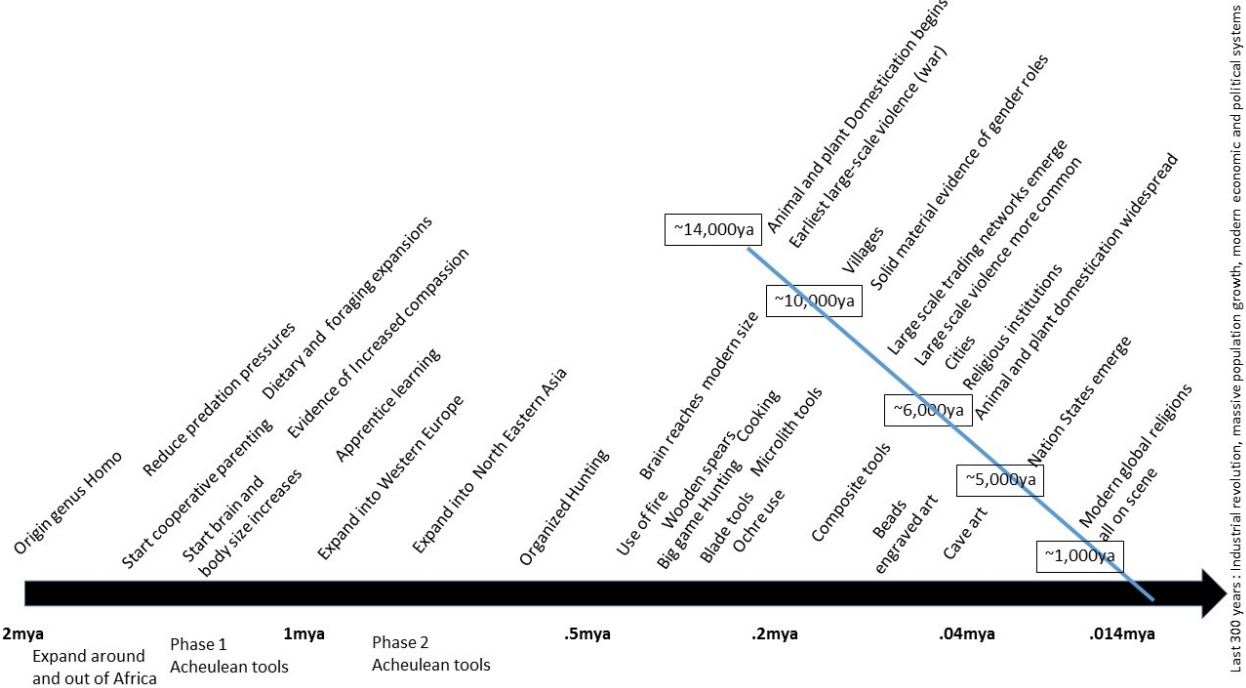 Origin genus Homo
Reduce predation pressures
Start cooperative parenting
Start brain and
body size increases
Dietary and foraging expansions
Evidence of Increased compassion
Apprentice learning
Expand into Western Europe
Expand into North Eastern Asia
Organized Hunting
Use of fire
Brain reaches modern size
Wooden spears
Big game Hunting
Cooking
Blade tools
Ochre use
Microlith tools
Composite tools
Beads
engraved art
Cave art
~14,000ya
Animal and plant Domestication begins
Earliest large-scale violence (war)
~10,000ya
Villages
Solid material evidence of gender roles
~6,000ya
Large scale trading networks emerge
Large scale violence more common
Cities
Religious institutions
Animal and plant domestication widespread
~5,000ya
Nation States emerge
~1,000ya
Modern global religions
all on scene
Last 300 years : Industrial revolution, massive population growth, modern economic and political systems
2mya
1mya
.5mya
.2mya
.04mya
.014mya
Expand around
and out of Africa
Phase 1
Acheulean tools
Phase 2
Acheulean tools